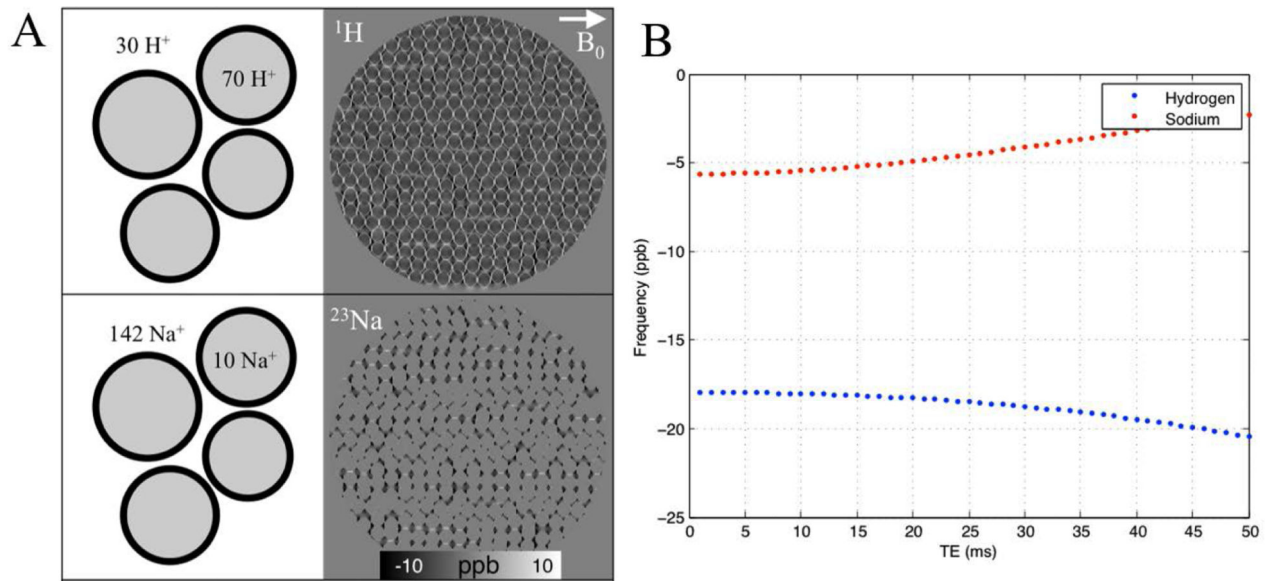 A
30 H⁺
70 H⁺
¹H
B₀
142 Na⁺
10 Na⁺
²³Na
-10 ppb 10
B
Hydrogen
Sodium
Frequency (ppb)
0
−5
−10
−15
−20
−25
0 5 10 15 20 25 30 35 40 45 50
TE (ms)